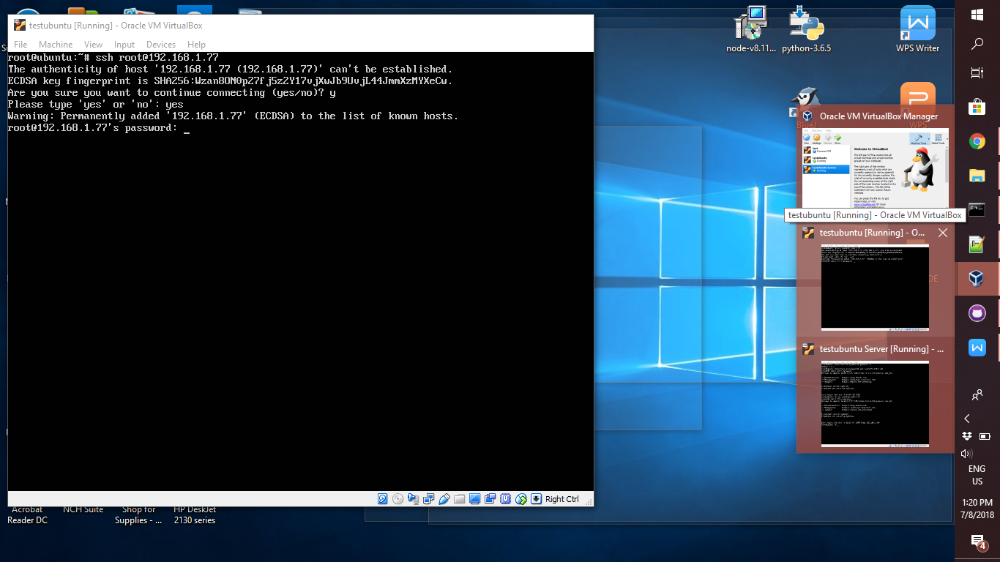 testubuntu [Running] - Oracle VM VirtualBox
File Machine View Input Devices Help
root@ubuntu:~# ssh root@192.168.1.77
The authenticity of host '192.168.1.77 (192.168.1.77)' can't be established.
ECDSA key fingerprint is SHA256:Wzan8ON0p27fj5z2Y17vjXwJb9UvjL44JmmXzMYXeCw.
Are you sure you want to continue connecting (yes/no)? y
Please type 'yes' or 'no': yes
Warning: Permanently added '192.168.1.77' (ECDSA) to the list of known hosts.
root@192.168.1.77's password:
Right Ctrl
Acrobat
Reader DC
NCH Suite
Shop for
Supplies - ...
HP DeskJet
2130 series
node-v8.11...
python-3.6.5
WPS Writer
Oracle VM VirtualBox Manager
Welcome to VirtualBox!
testubuntu [Running] - Oracle VM VirtualBox
testubuntu [Running] - O...
testubuntu Server [Running] - ...
ENG
US
1:20 PM
7/8/2018
4